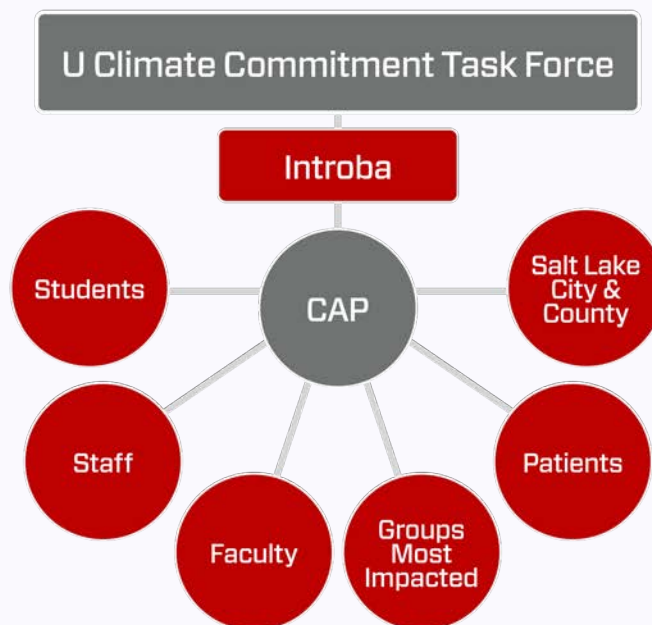 U Climate Commitment Task Force
Introba
Students
CAP
Salt Lake
City &
County
Staff
Patients
Faculty
Groups
Most
Impacted